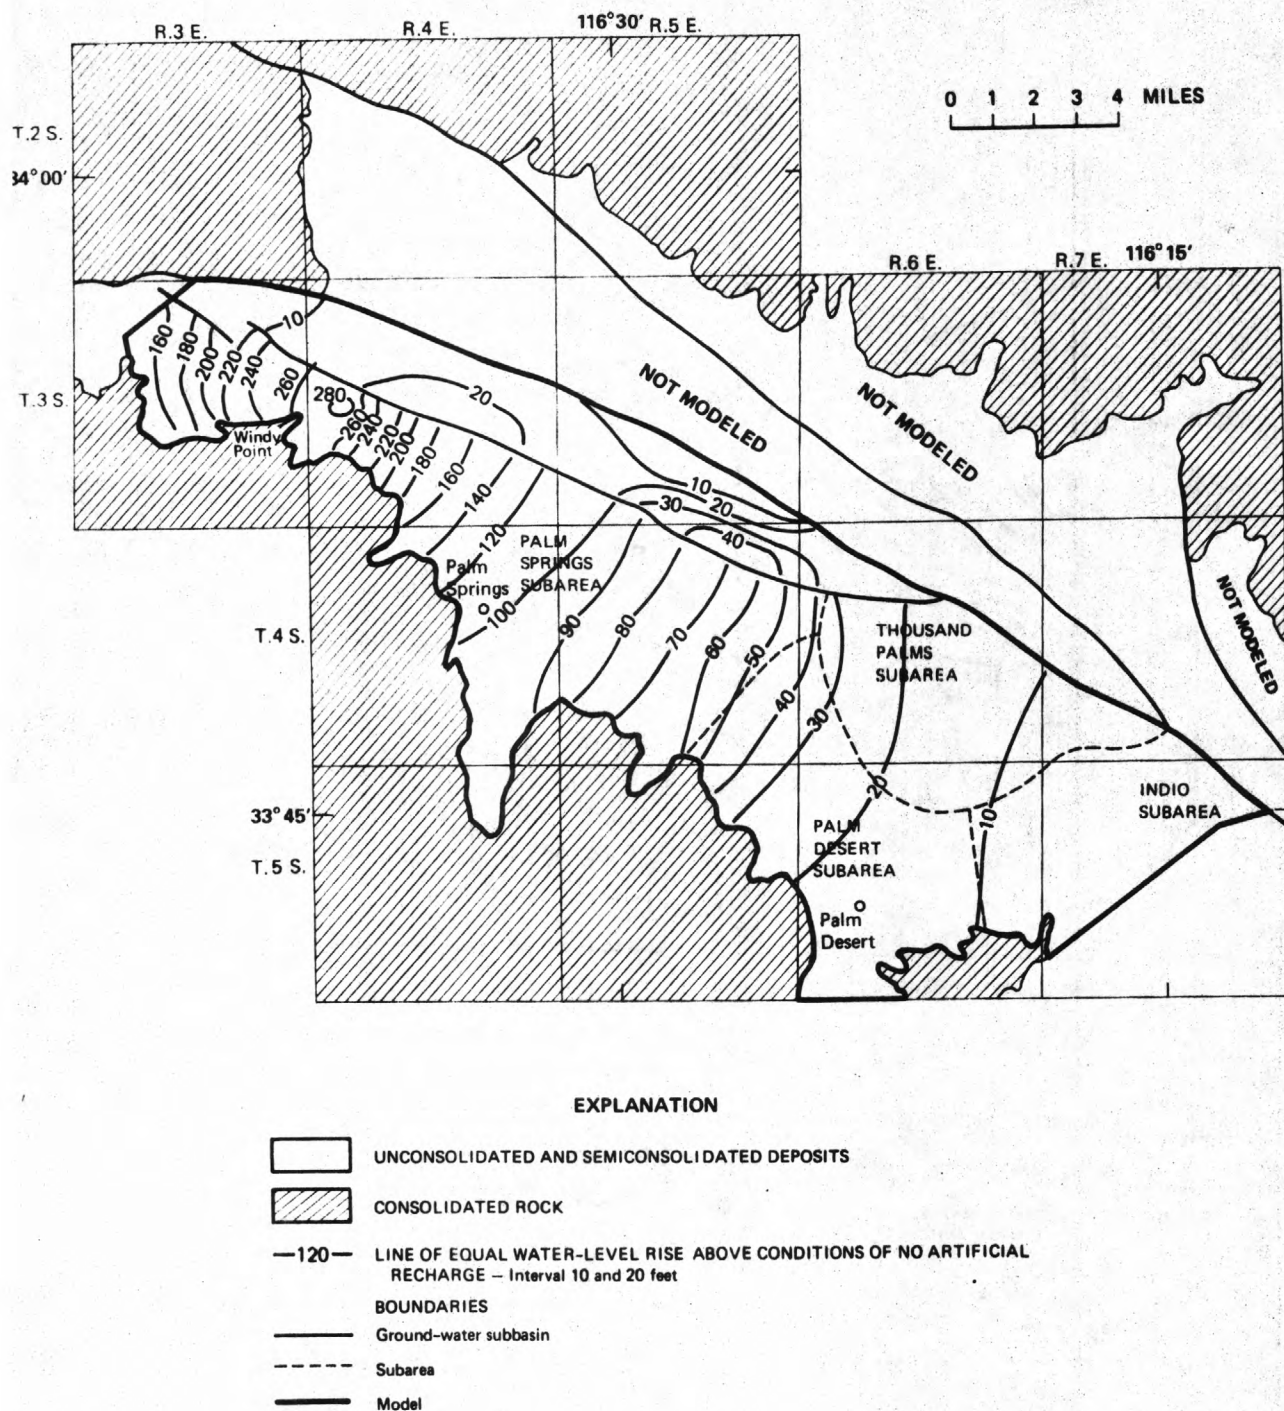 116°30'
R.3 E.
R.4 E.
R.5 E.
0 1 2 3 4 MILES
T.2 S.
34°00'
R.6 E.
R.7 E.
116°15'
10
160
180
200
220
240
260
NOT MODELED
NOT MODELED
T.3 S.
280
20
Windy
Point
260
240
220
200
180
160
140
120
10
20
30
40
PALM
SPRINGS
SUBAREA
Palm
Springs
NOT MODELED
100
90
80
70
60
50
40
30
T.4 S.
THOUSAND
PALMS
SUBAREA
20
10
INDIO
SUBAREA
33°45'
PALM
DESERT
SUBAREA
T.5 S.
Palm
Desert
EXPLANATION
UNCONSOLIDATED AND SEMICONSOLIDATED DEPOSITS
CONSOLIDATED ROCK
—120— LINE OF EQUAL WATER-LEVEL RISE ABOVE CONDITIONS OF NO ARTIFICIAL
RECHARGE — Interval 10 and 20 feet
BOUNDARIES
Ground-water subbasin
Subarea
Model